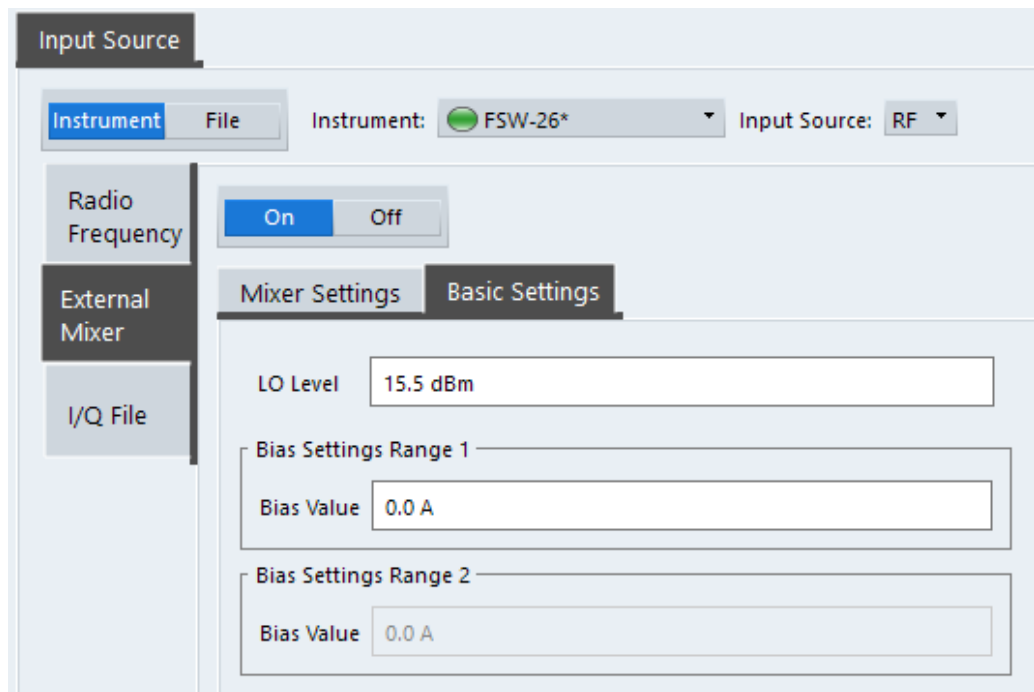 Input Source
Instrument File Instrument: FSW-26* Input Source: RF
Radio
Frequency
On Off
External
Mixer
Mixer Settings Basic Settings
LO Level 15.5 dBm
I/Q File
Bias Settings Range 1
Bias Value 0.0 A
Bias Settings Range 2
Bias Value 0.0 A